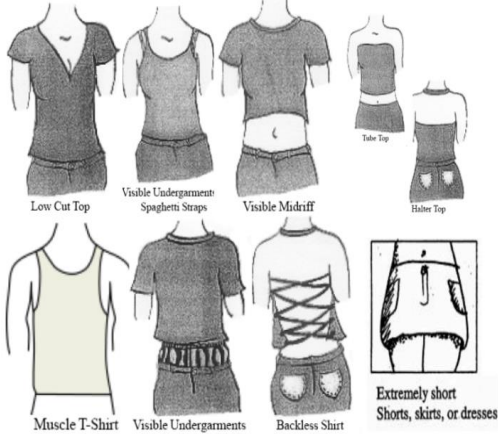 Tube Top
Low Cut Top
Visible Undergarments
Spaghetti Straps
Visible Midriff
Halter Top
Muscle T-Shirt
Visible Undergarments
Backless Shirt
Extremely short
Shorts, skirts, or dresses